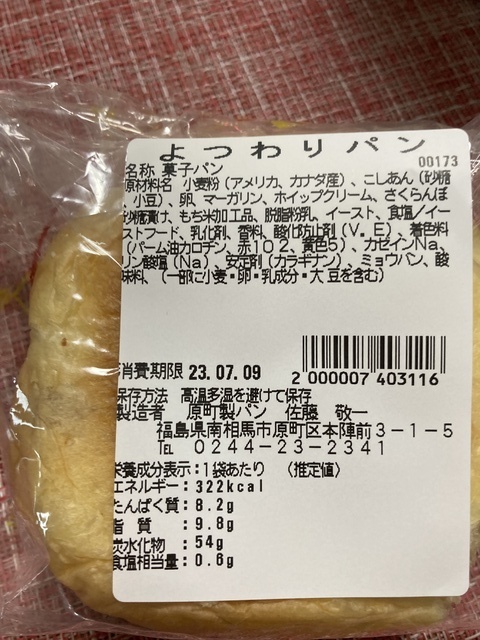 よつわりパン
00173
名称 菓子パン
原材料名 小麦粉(アメリカ、カナダ産)、こしあん(砂糖
、小豆)、卵、マーガリン、ホイップクリーム、さくらんぼ
砂糖漬け、もち米加工品、脱脂粉乳、イースト、食塩/イー
ストフード、乳化剤、香料、酸化防止剤(V.E)、着色料
(パーム油カロチン、赤102、黄色5)、カゼインNa、
リン酸塩(Na)、安定剤(カラギナン)、ミョウバン、酸
味料、(一部に小麦・卵・乳成分・大豆を含む)
消費期限 23.07.09
2 000007 403116
保存方法 高温多湿を避けて保存
製造者 原町製パン 佐藤 敬一
福島県南相馬市原町区本陣前3-1-5
TEL 0244-23-2341
栄養成分表示:1袋あたり (推定値)
エネルギー:322kcal
たんぱく質:8.2g
脂質:9.8g
炭水化物:54g
食塩相当量:0.6g